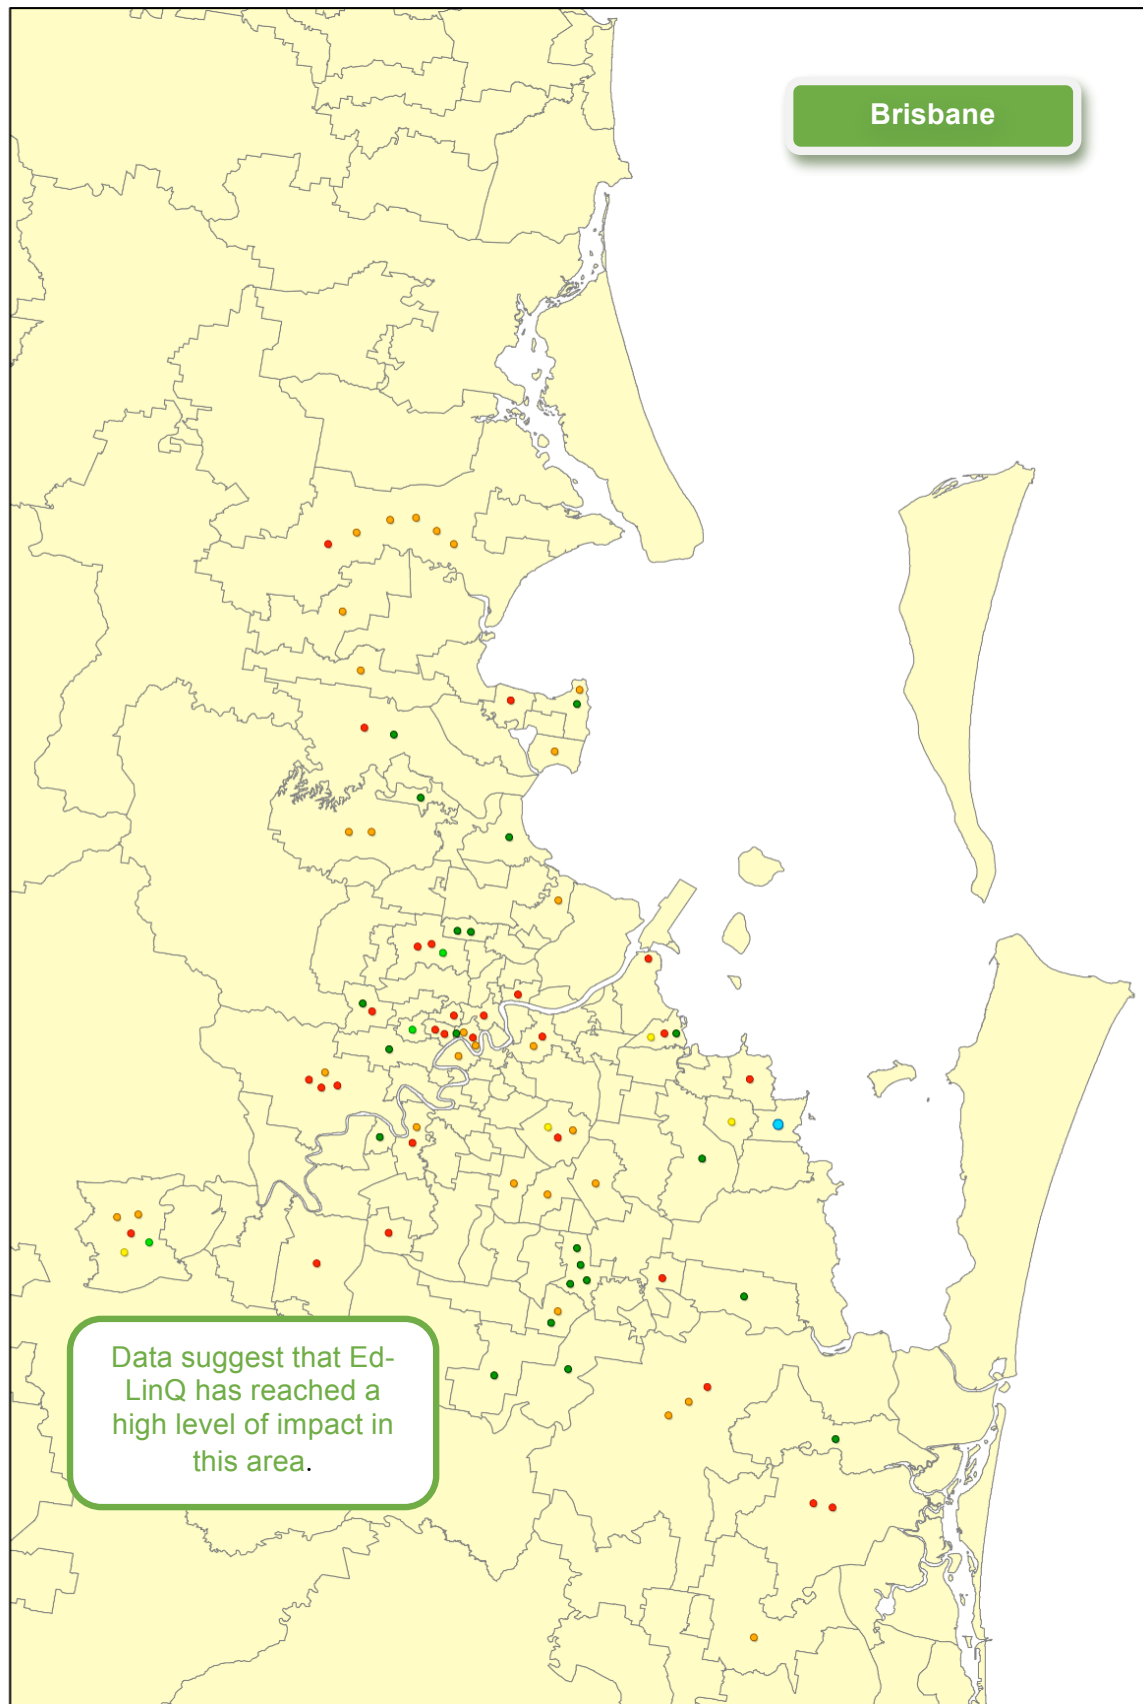 Brisbane
Data suggest that Ed-
LinQ has reached a
high level of impact in
this area.